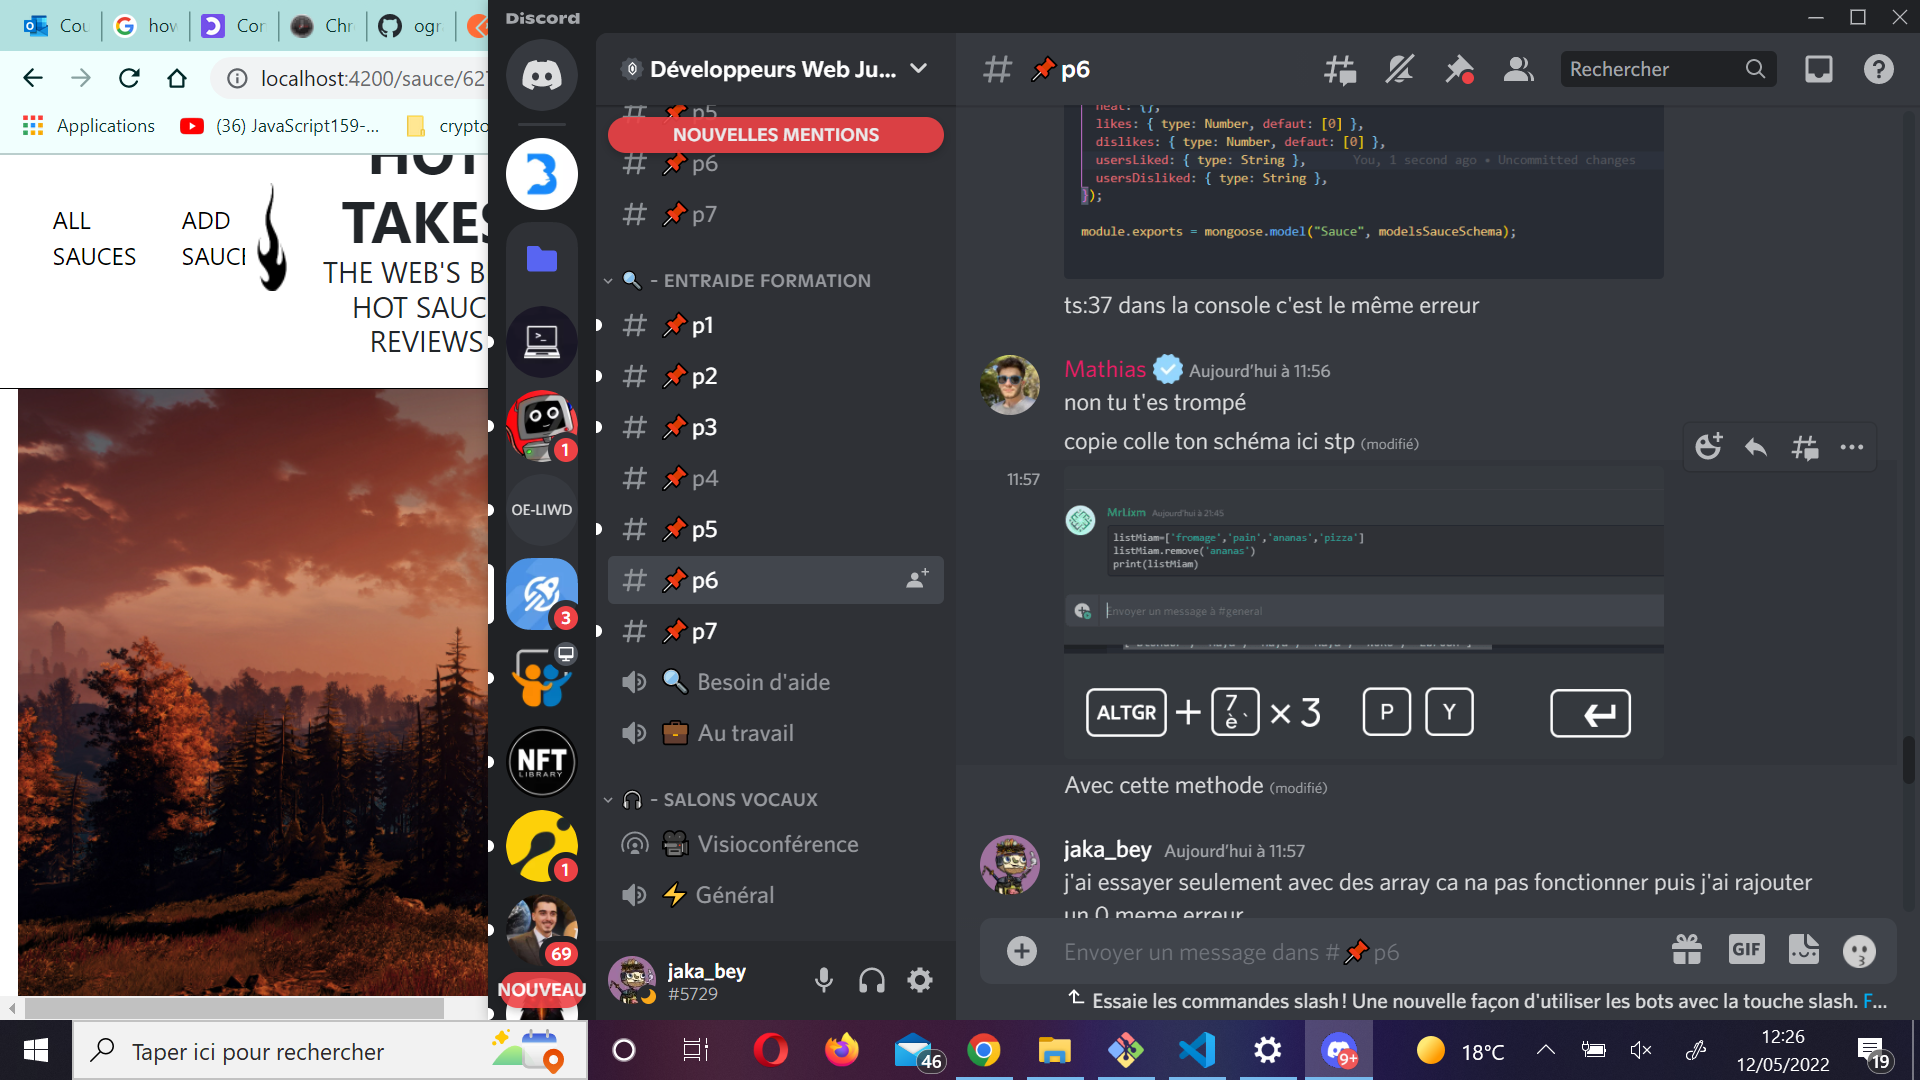 Cou
how
Cor
Chr
ogr
localhost:4200/sauce/627
Applications
(36) JavaScript159-...
crypto
HOT
TAKES
ALL
SAUCES
ADD
SAUCE
THE WEB'S B
HOT SAUC
REVIEWS
Discord
Développeurs Web Ju...
p5
NOUVELLES MENTIONS
p6
p7
- ENTRAIDE FORMATION
p1
p2
p3
p4
p5
p6
p7
Besoin d'aide
Au travail
- SALONS VOCAUX
Visioconférence
Général
1
OE-LIWD
3
NFT
LIBRARY
1
69
NOUVEAU
jaka_bey
#5729
p6
Rechercher
heat: {},
likes: { type: Number, defaut: [0] },
dislikes: { type: Number, defaut: [0] },
usersLiked: { type: String },
You, 1 second ago • Uncommitted changes
usersDisliked: { type: String },
});
module.exports = mongoose.model("Sauce", modelsSauceSchema);
ts:37 dans la console c'est le même erreur
Mathias Aujourd'hui à 11:56
non tu t'es trompé
copie colle ton schéma ici stp (modifié)
11:57
MrLixm Aujourd'hui à 21:45
listMiam=['fromage','pain','ananas','pizza']
listMiam.remove('ananas')
print(listMiam)
Envoyer un message à #general
ALTGR + 7 è ` × 3 P Y
Avec cette methode (modifié)
jaka_bey Aujourd'hui à 11:57
j'ai essayer seulement avec des array ca na pas fonctionner puis j'ai rajouter
un 0 meme erreur
Envoyer un message dans # p6
GIF
Essaie les commandes slash ! Une nouvelle façon d'utiliser les bots avec la touche slash. F...
Taper ici pour rechercher
46
9+
18°C
12:26
12/05/2022
19